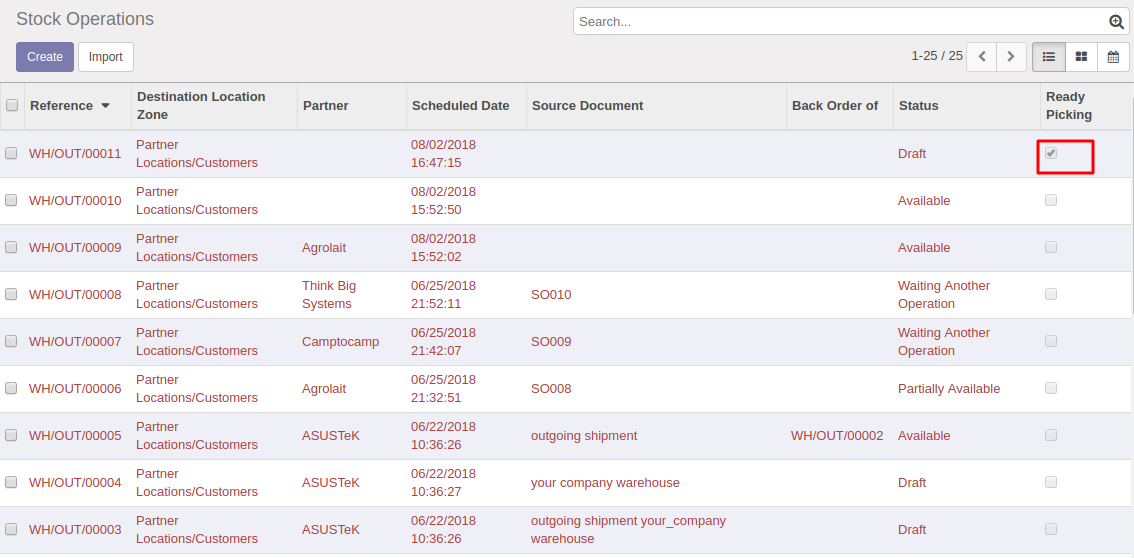 Stock Operations
Search...
Create Import 1-25 / 25
Reference Destination Location Zone Partner Scheduled Date Source Document Back Order of Status Ready Picking
WH/OUT/00011 Partner Locations/Customers 08/02/2018 16:47:15 Draft
WH/OUT/00010 Partner Locations/Customers 08/02/2018 15:52:50 Available
WH/OUT/00009 Partner Locations/Customers Agrolait 08/02/2018 15:52:02 Available
WH/OUT/00008 Partner Locations/Customers Think Big Systems 06/25/2018 21:52:11 SO010 Waiting Another Operation
WH/OUT/00007 Partner Locations/Customers Camptocamp 06/25/2018 21:42:07 SO009 Waiting Another Operation
WH/OUT/00006 Partner Locations/Customers Agrolait 06/25/2018 21:32:51 SO008 Partially Available
WH/OUT/00005 Partner Locations/Customers ASUSTeK 06/22/2018 10:36:26 outgoing shipment WH/OUT/00002 Available
WH/OUT/00004 Partner Locations/Customers ASUSTeK 06/22/2018 10:36:27 your company warehouse Draft
WH/OUT/00003 Partner Locations/Customers ASUSTeK 06/22/2018 10:36:26 outgoing shipment your_company warehouse Draft